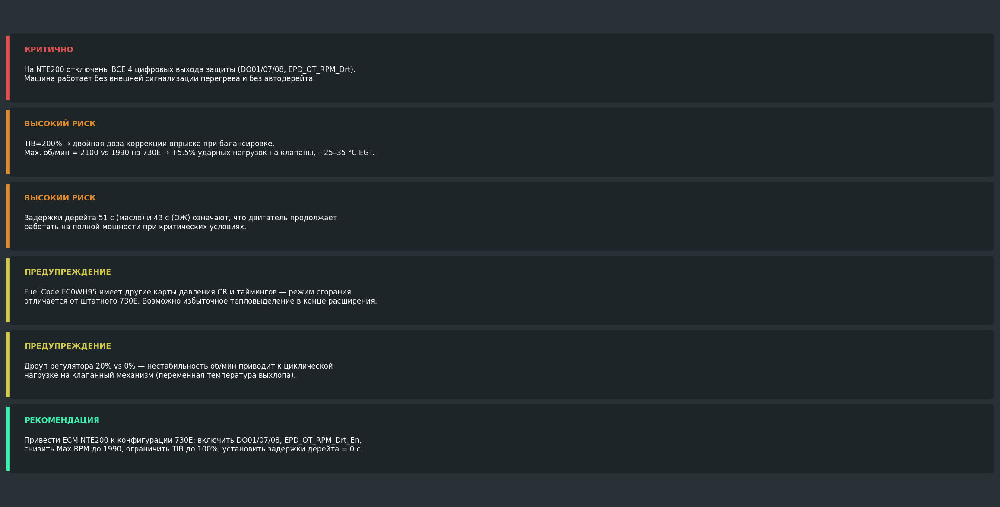 КРИТИЧНО
На NTE200 отключены ВСЕ 4 цифровых выхода защиты (DO01/07/08, EPD_OT_RPM_Drt).
Машина работает без внешней сигнализации перегрева и без автодерейта.
ВЫСОКИЙ РИСК
TIB=200% → двойная доза коррекции впрыска при балансировке.
Max. об/мин = 2100 vs 1990 на 730E → +5.5% ударных нагрузок на клапаны, +25–35 °C EGT.
ВЫСОКИЙ РИСК
Задержки дерейта 51 с (масло) и 43 с (ОЖ) означают, что двигатель продолжает
работать на полной мощности при критических условиях.
ПРЕДУПРЕЖДЕНИЕ
Fuel Code FC0WH95 имеет другие карты давления CR и таймингов — режим сгорания
отличается от штатного 730E. Возможно избыточное тепловыделение в конце расширения.
ПРЕДУПРЕЖДЕНИЕ
Дроуп регулятора 20% vs 0% — нестабильность об/мин приводит к циклической
нагрузке на клапанный механизм (переменная температура выхлопа).
РЕКОМЕНДАЦИЯ
Привести ECM NTE200 к конфигурации 730E: включить DO01/07/08, EPD_OT_RPM_Drt_En,
снизить Max RPM до 1990, ограничить TIB до 100%, установить задержки дерейта = 0 с.